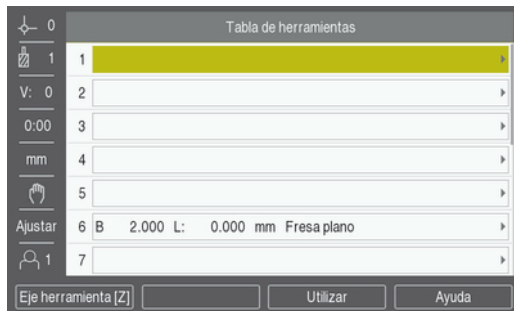 0
Tabla de herramientas
1
1
V: 0
2
0:00
3
mm
4
5
Ajustar
6 B 2.000 L: 0.000 mm Fresa plano
1
7
Eje herramienta [Z]
Utilizar
Ayuda